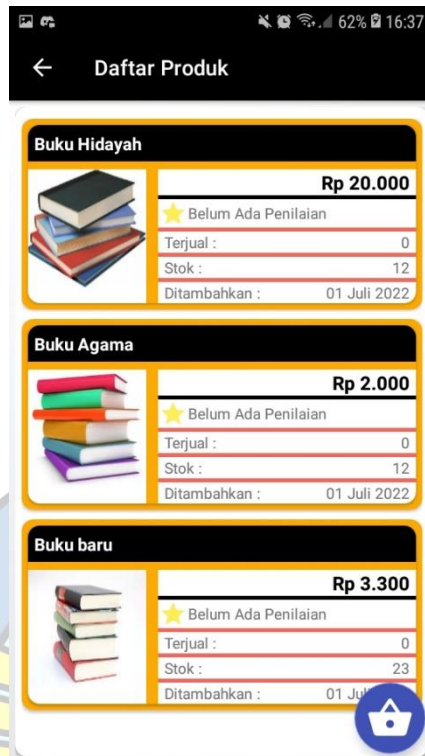 62% 16:37
Daftar Produk
Buku Hidayah
Rp 20.000
Belum Ada Penilaian
Terjual : 0
Stok : 12
Ditambahkan : 01 Juli 2022
Buku Agama
Rp 2.000
Belum Ada Penilaian
Terjual : 0
Stok : 12
Ditambahkan : 01 Juli 2022
Buku baru
Rp 3.300
Belum Ada Penilaian
Terjual : 0
Stok : 23
Ditambahkan : 01